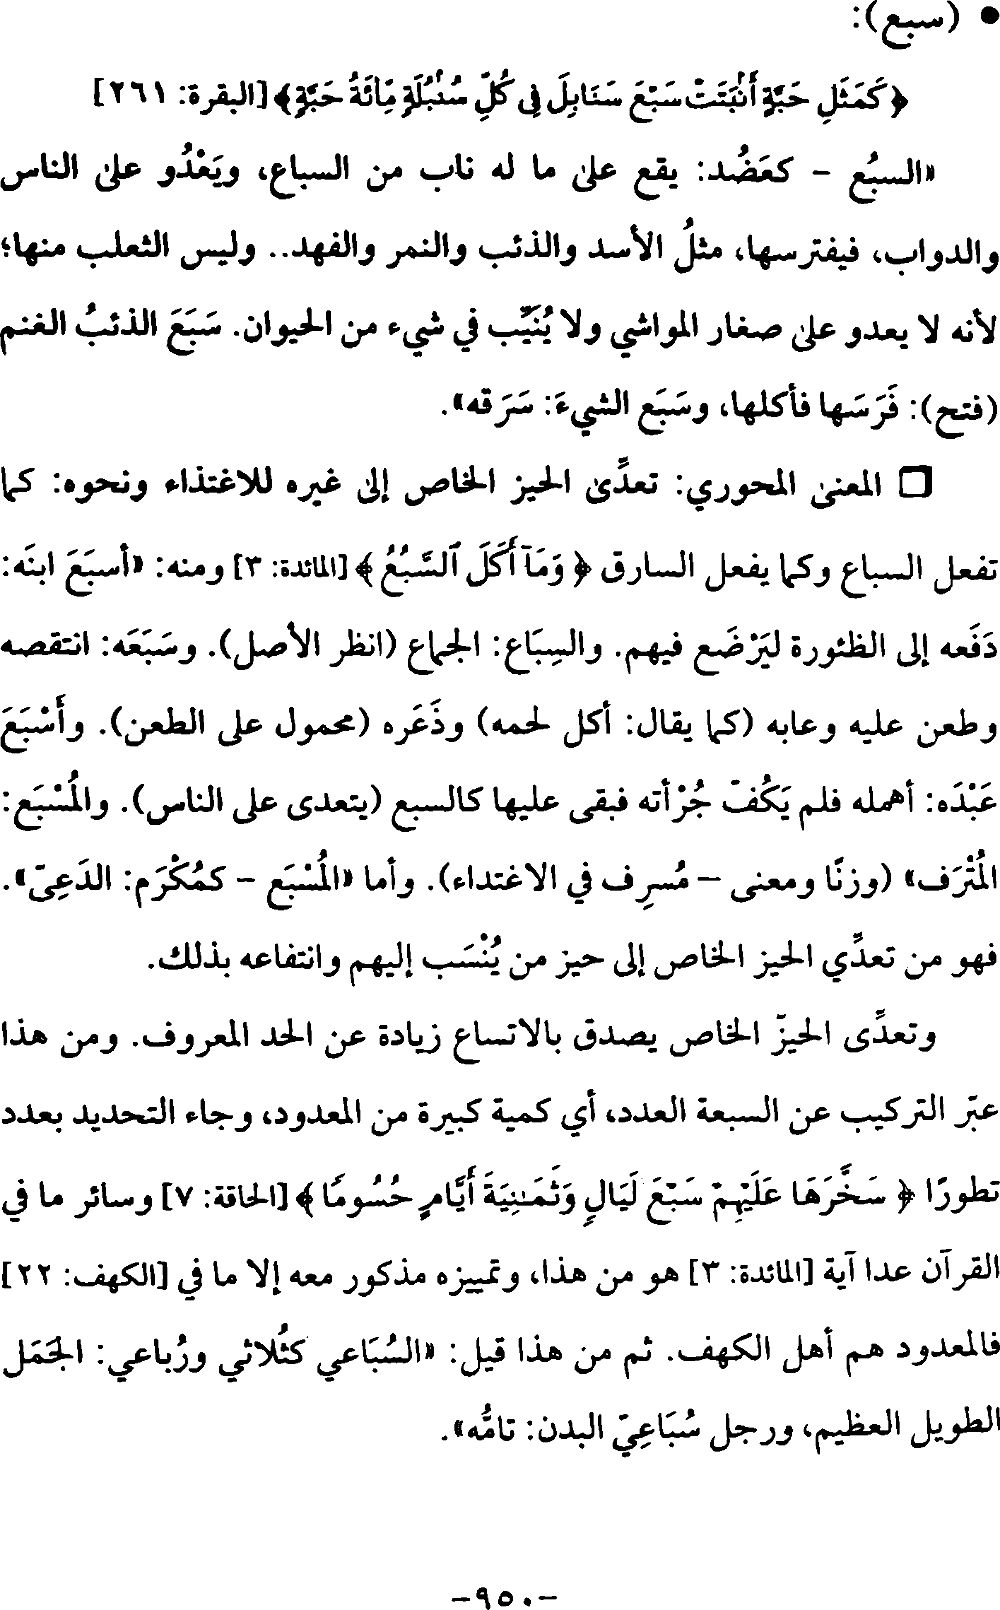 • (سبع):
﴿كَمَثَلِ حَبَّةٍ أَنۢبَتَتْ سَبْعَ سَنَابِلَ فِي كُلِّ سُنۢبُلَةٍ مِّائَةُ حَبَّةٍ﴾ [البقرة: ٢٦١]
«السبُع - كعَضُد: يقع على ما له ناب من السباع، ويَعْدُو على الناس
والدواب، فيفترسها، مثلُ الأسد والذئب والنمر والفهد.. وليس الثعلب منها؛
لأنه لا يعدو على صغار المواشي ولا يُنَيِّب في شيء من الحيوان. سَبَعَ الذئبُ الغنم
(فتح): فَرَسَها فأكلها، وسَبَع الشيءَ: سَرَقه».
□ المعنى المحوري: تعدِّى الحيز الخاص إلى غيره للاغتذاء ونحوه: كما
تفعل السباع وكما يفعل السارق ﴿وَمَآ أَكَلَ ٱلسَّبُعُ﴾ [المائدة: ٣] ومنه: «أسبَعَ ابنَه:
دَفَعه إلى الظئورة ليَرْضَع فيهم. والسِبَاع: الجماع (انظر الأصل). وسَبَعَه: انتقصه
وطعن عليه وعابه (كما يقال: أكل لحمه) وذَعَره (محمول على الطعن). وأَسْبَعَ
عَبْدَه: أهمله فلم يَكُفّ جُرْأته فبقى عليها كالسبع (يتعدى على الناس). والمُسْبَع:
المُتْرَف» (وزنًا ومعنى – مُسرِف في الاغتداء). وأما «المُسْبَع - كمُكْرَم: الدَعِىّ».
فهو من تعدِّي الحيز الخاص إلى حيز من يُنْسَب إليهم وانتفاعه بذلك.
وتعدِّى الحيزّ الخاص يصدق بالاتساع زيادة عن الحد المعروف. ومن هذا
عبّر التركيب عن السبعة العدد، أي كمية كبيرة من المعدود، وجاء التحديد بعدد
تطورًا ﴿سَخَّرَهَا عَلَيْهِمْ سَبْعَ لَيَالٍ وَثَمَـٰنِيَةَ أَيَّامٍ حُسُومًا﴾ [الحاقة: ٧] وسائر ما في
القرآن عدا آية [المائدة: ٣] هو من هذا، وتمييزه مذكور معه إلا ما في [الكهف: ٢٢]
فالمعدود هم أهل الكهف. ثم من هذا قيل: «السُبَاعي كثُلاثي ورُباعي: الجَمَل
الطويل العظيم، ورجل سُبَاعِيّ البدن: تامُّه».
-٩٥٠-